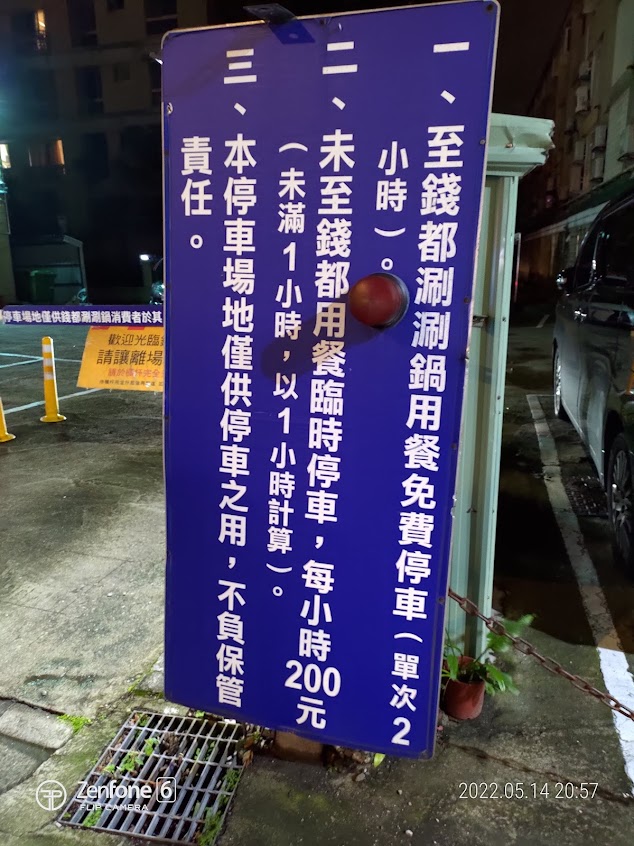 一、至錢都涮涮鍋用餐免費停車（單次2
小時）。
二、未至錢都用餐臨時停車，每小時200元
（未滿1小時，以1小時計算）。
三、本停車場地僅供停車之用，不負保管
責任。
停車場地僅供錢都涮涮鍋消費者於其
歡迎光臨
請讓離場
Zenfone 6
FLIP CAMERA
2022.05.14 20:57